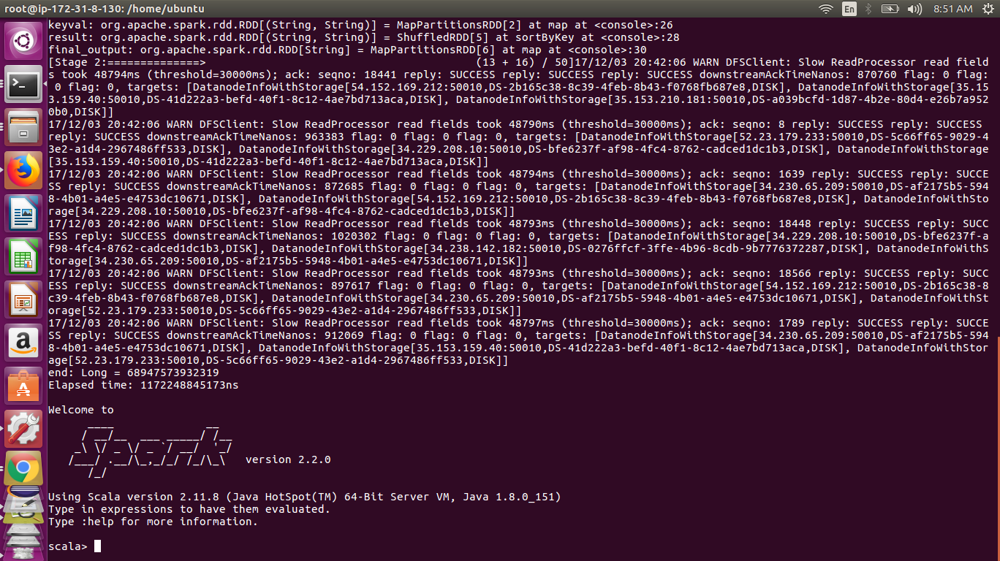 root@ip-172-31-8-130: /home/ubuntu
En
8:51 AM
keyval: org.apache.spark.rdd.RDD[(String, String)] = MapPartitionsRDD[2] at map at <console>:26
result: org.apache.spark.rdd.RDD[(String, String)] = ShuffledRDD[5] at sortByKey at <console>:28
final_output: org.apache.spark.rdd.RDD[String] = MapPartitionsRDD[6] at map at <console>:30
[Stage 2:==============> (13 + 16) / 50]17/12/03 20:42:06 WARN DFSClient: Slow ReadProcessor read field
s took 48794ms (threshold=30000ms); ack: seqno: 18441 reply: SUCCESS reply: SUCCESS reply: SUCCESS downstreamAckTimeNanos: 870760 flag: 0 flag:
 0 flag: 0, targets: [DatanodeInfoWithStorage[54.152.169.212:50010,DS-2b165c38-8c39-4feb-8b43-f0768fb687e8,DISK], DatanodeInfoWithStorage[35.15
3.159.40:50010,DS-41d222a3-befd-40f1-8c12-4ae7bd713aca,DISK], DatanodeInfoWithStorage[35.153.210.181:50010,DS-a039bcfd-1d87-4b2e-80d4-e26b7a952
0b0,DISK]]
17/12/03 20:42:06 WARN DFSClient: Slow ReadProcessor read fields took 48790ms (threshold=30000ms); ack: seqno: 8 reply: SUCCESS reply: SUCCESS
reply: SUCCESS downstreamAckTimeNanos: 963383 flag: 0 flag: 0 flag: 0, targets: [DatanodeInfoWithStorage[52.23.179.233:50010,DS-5c66ff65-9029-4
3e2-a1d4-2967486ff533,DISK], DatanodeInfoWithStorage[34.229.208.10:50010,DS-bfe6237f-af98-4fc4-8762-cadced1dc1b3,DISK], DatanodeInfoWithStorage
[35.153.159.40:50010,DS-41d222a3-befd-40f1-8c12-4ae7bd713aca,DISK]]
17/12/03 20:42:06 WARN DFSClient: Slow ReadProcessor read fields took 48794ms (threshold=30000ms); ack: seqno: 1639 reply: SUCCESS reply: SUCCE
SS reply: SUCCESS downstreamAckTimeNanos: 872685 flag: 0 flag: 0 flag: 0, targets: [DatanodeInfoWithStorage[34.230.65.209:50010,DS-af2175b5-594
8-4b01-a4e5-e4753dc10671,DISK], DatanodeInfoWithStorage[54.152.169.212:50010,DS-2b165c38-8c39-4feb-8b43-f0768fb687e8,DISK], DatanodeInfoWithSto
rage[34.229.208.10:50010,DS-bfe6237f-af98-4fc4-8762-cadced1dc1b3,DISK]]
17/12/03 20:42:06 WARN DFSClient: Slow ReadProcessor read fields took 48793ms (threshold=30000ms); ack: seqno: 18448 reply: SUCCESS reply: SUCC
ESS reply: SUCCESS downstreamAckTimeNanos: 1020302 flag: 0 flag: 0 flag: 0, targets: [DatanodeInfoWithStorage[34.229.208.10:50010,DS-bfe6237f-a
f98-4fc4-8762-cadced1dc1b3,DISK], DatanodeInfoWithStorage[34.238.142.182:50010,DS-0276ffcf-3ffe-4b96-8cdb-9b7776372287,DISK], DatanodeInfoWithS
torage[34.230.65.209:50010,DS-af2175b5-5948-4b01-a4e5-e4753dc10671,DISK]]
17/12/03 20:42:06 WARN DFSClient: Slow ReadProcessor read fields took 48793ms (threshold=30000ms); ack: seqno: 18566 reply: SUCCESS reply: SUCC
ESS reply: SUCCESS downstreamAckTimeNanos: 897617 flag: 0 flag: 0 flag: 0, targets: [DatanodeInfoWithStorage[54.152.169.212:50010,DS-2b165c38-8
c39-4feb-8b43-f0768fb687e8,DISK], DatanodeInfoWithStorage[34.230.65.209:50010,DS-af2175b5-5948-4b01-a4e5-e4753dc10671,DISK], DatanodeInfoWithSt
orage[52.23.179.233:50010,DS-5c66ff65-9029-43e2-a1d4-2967486ff533,DISK]]
17/12/03 20:42:06 WARN DFSClient: Slow ReadProcessor read fields took 48797ms (threshold=30000ms); ack: seqno: 1789 reply: SUCCESS reply: SUCCE
SS reply: SUCCESS downstreamAckTimeNanos: 912069 flag: 0 flag: 0 flag: 0, targets: [DatanodeInfoWithStorage[34.230.65.209:50010,DS-af2175b5-594
8-4b01-a4e5-e4753dc10671,DISK], DatanodeInfoWithStorage[35.153.159.40:50010,DS-41d222a3-befd-40f1-8c12-4ae7bd713aca,DISK], DatanodeInfoWithStor
age[52.23.179.233:50010,DS-5c66ff65-9029-43e2-a1d4-2967486ff533,DISK]]
end: Long = 68947573932319
Elapsed time: 1172248845173ns
Welcome to
Spark version 2.2.0
Using Scala version 2.11.8 (Java HotSpot(TM) 64-Bit Server VM, Java 1.8.0_151)
Type in expressions to have them evaluated.
Type :help for more information.
scala>